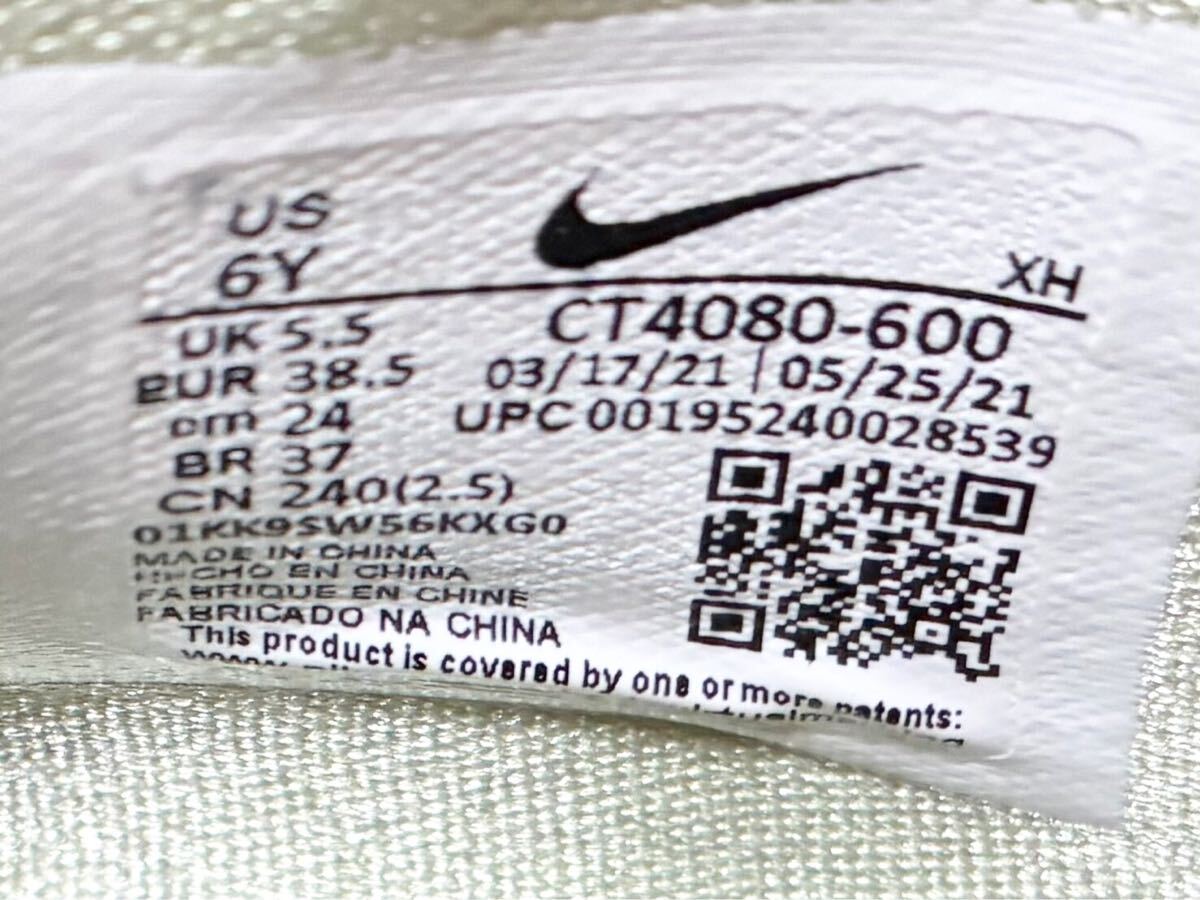 US
6Y
XH
UK 5.5
CT4080-600
EUR 38.5
03/17/21 | 05/25/21
cm 24
UPC 00195240028539
BR 37
CN 240(2.5)
01KK9SW56KXG0
MADE IN CHINA
HECHO EN CHINA
FABRIQUE EN CHINE
FABRICADO NA CHINA
This product is covered by one or more patents: